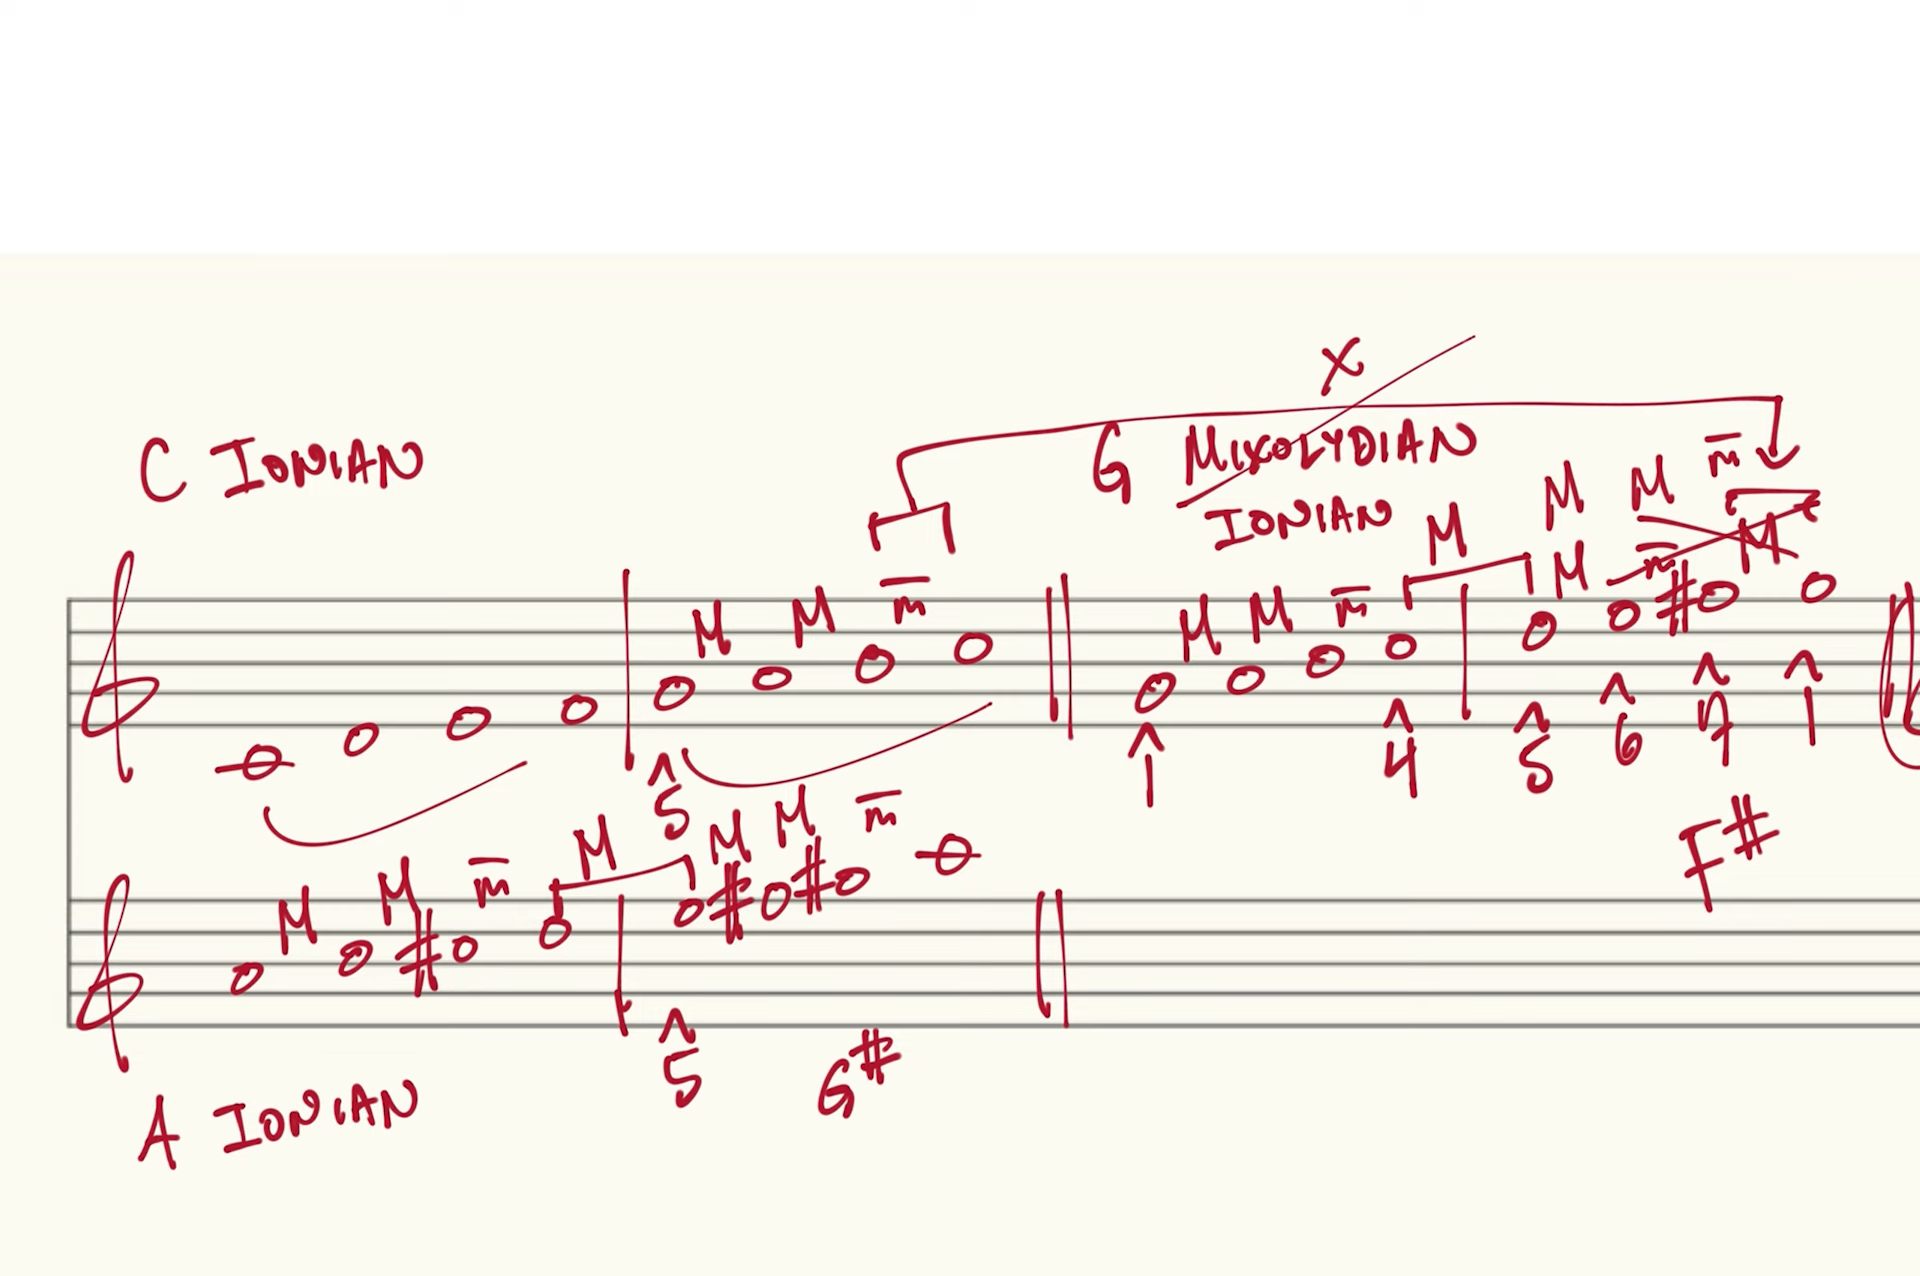 X
C IONIAN
G MIXOLYDIAN
IONIAN
M M m̅
M M m̅ M M M m̅
M m̅ M
# 
^ ^ ^ ^ ^ ^
1 4 5 6 7 1
^
5
F#
M M m̅ M M M m̅
# # #
^
5
G#
A IONIAN